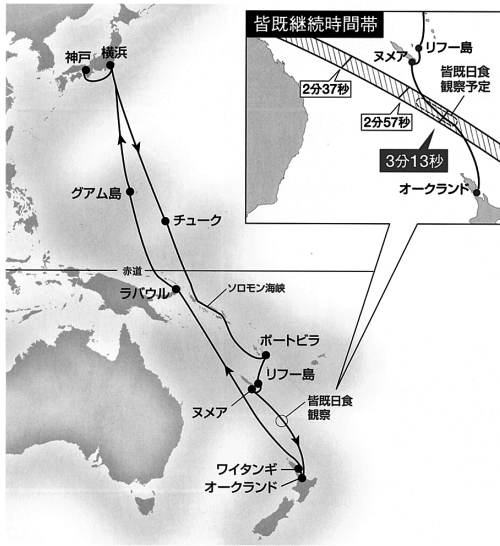 皆既継続時間帯
リフー島
ヌメア
皆既日食
観察予定
2分37秒
2分57秒
3分13秒
オークランド
神戸
横浜
グアム島
チューク
赤道
ラバウル
ソロモン海峡
ポートビラ
リフー島
ヌメア
皆既日食
観察
ワイタンギ
オークランド